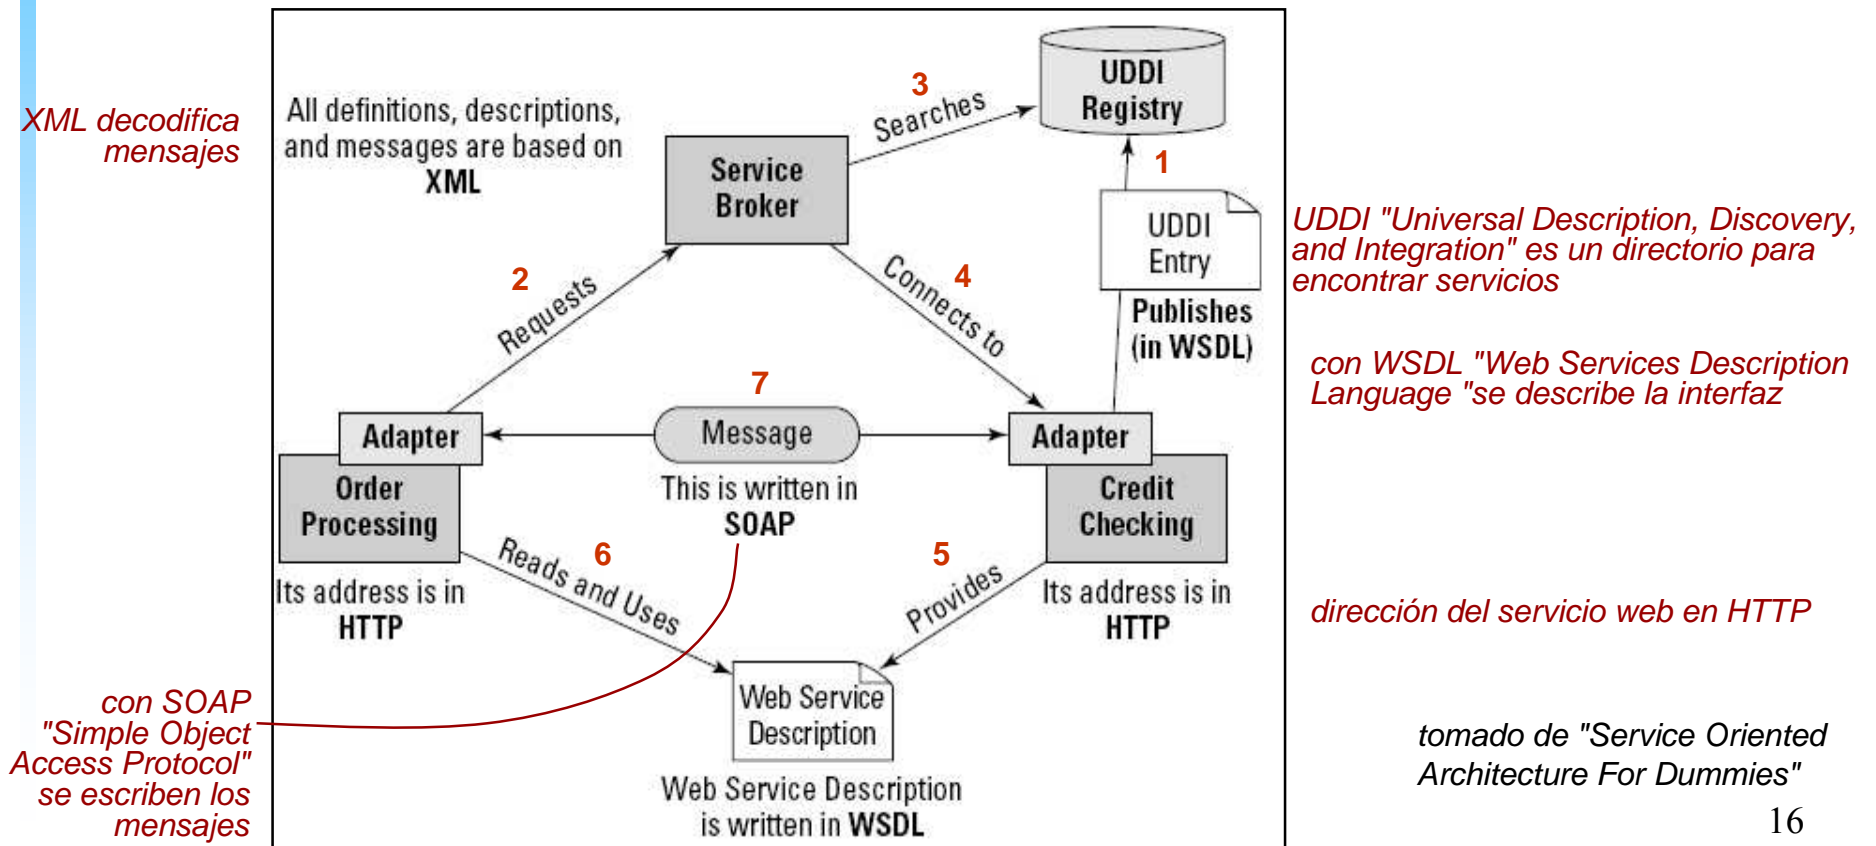 XML decodifica
mensajes
All definitions, descriptions,
and messages are based on
XML
3
Searches
UDDI
Registry
1
Service
Broker
UDDI
Entry
Publishes
(in WSDL)
UDDI "Universal Description, Discovery,
and Integration" es un directorio para
encontrar servicios
con WSDL "Web Services Description
Language "se describe la interfaz
2
Requests
4
Connects to
7
Adapter
Message
Adapter
Order
Processing
This is written in
SOAP
Credit
Checking
6
Reads and Uses
5
Provides
Its address is in
HTTP
Its address is in
HTTP
dirección del servicio web en HTTP
con SOAP
"Simple Object
Access Protocol"
se escriben los
mensajes
Web Service
Description
Web Service Description
is written in WSDL
tomado de "Service Oriented
Architecture For Dummies"
16